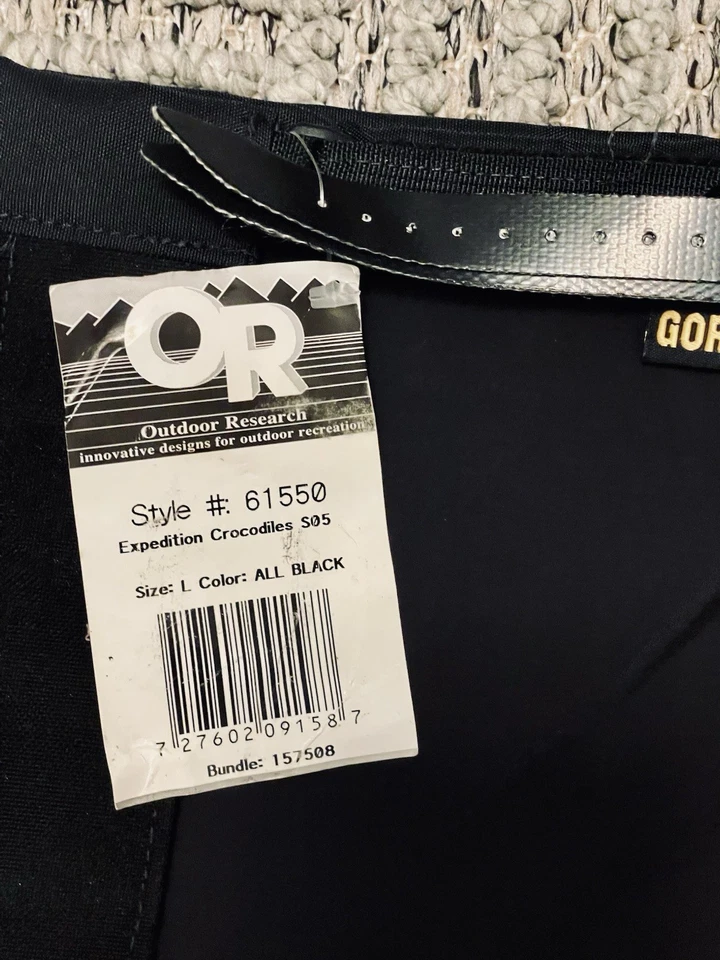 OR
Outdoor Research
innovative designs for outdoor recreation
GOR
Style #: 61550
Expedition Crocodiles S05
Size: L Color: ALL BLACK
7 27602 09158 7
Bundle: 157508